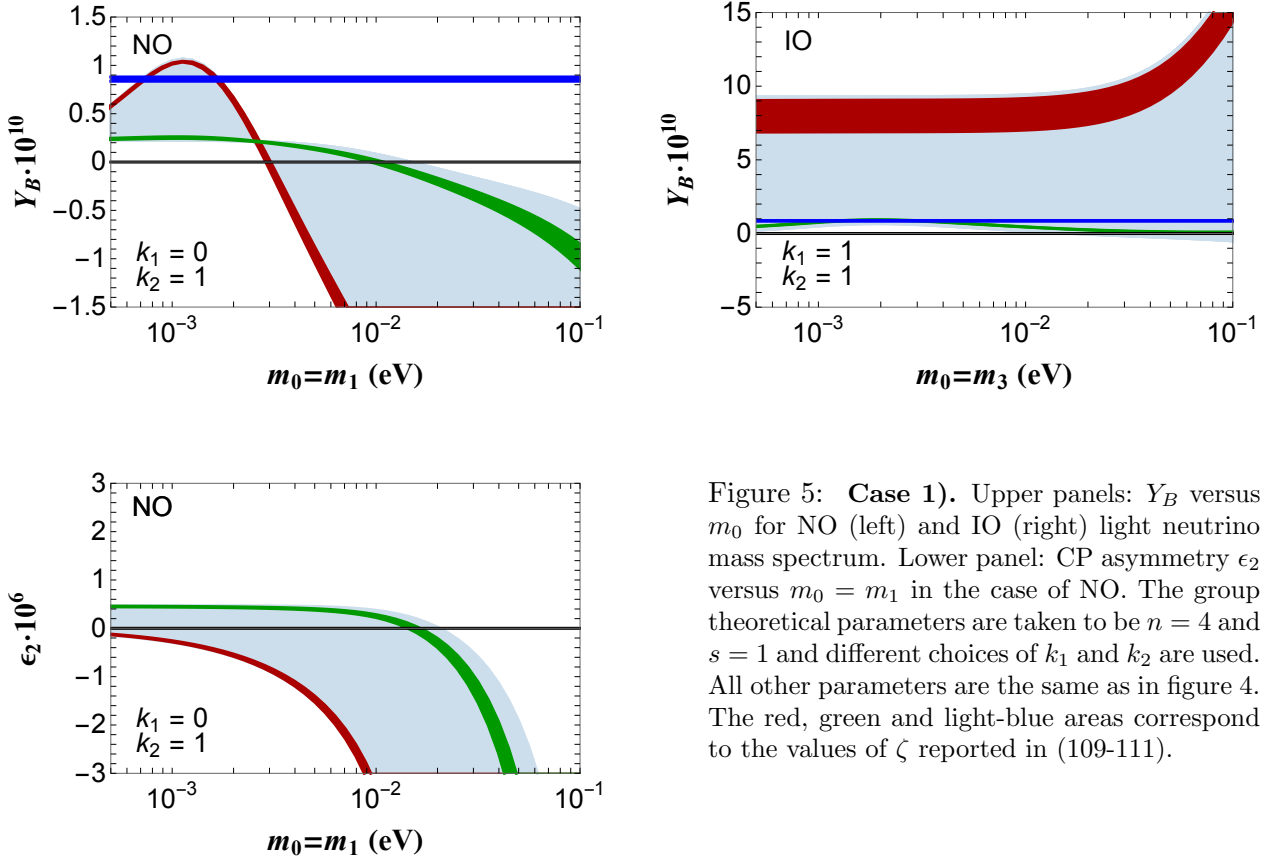 NO
1.5
1
0.5
0
−0.5
−1
−1.5
Y_B·10^10
k_1 = 0
k_2 = 1
10^−3 10^−2 10^−1
m_0=m_1 (eV)
IO
15
10
5
0
−5
Y_B·10^10
k_1 = 1
k_2 = 1
10^−3 10^−2 10^−1
m_0=m_3 (eV)
NO
3
2
1
0
−1
−2
−3
ϵ_2·10^6
k_1 = 0
k_2 = 1
10^−3 10^−2 10^−1
m_0=m_1 (eV)
Figure 5: Case 1). Upper panels: Y_B versus
m_0 for NO (left) and IO (right) light neutrino
mass spectrum. Lower panel: CP asymmetry ϵ_2
versus m_0 = m_1 in the case of NO. The group
theoretical parameters are taken to be n = 4 and
s = 1 and different choices of k_1 and k_2 are used.
All other parameters are the same as in figure 4.
The red, green and light-blue areas correspond
to the values of ζ reported in (109-111).